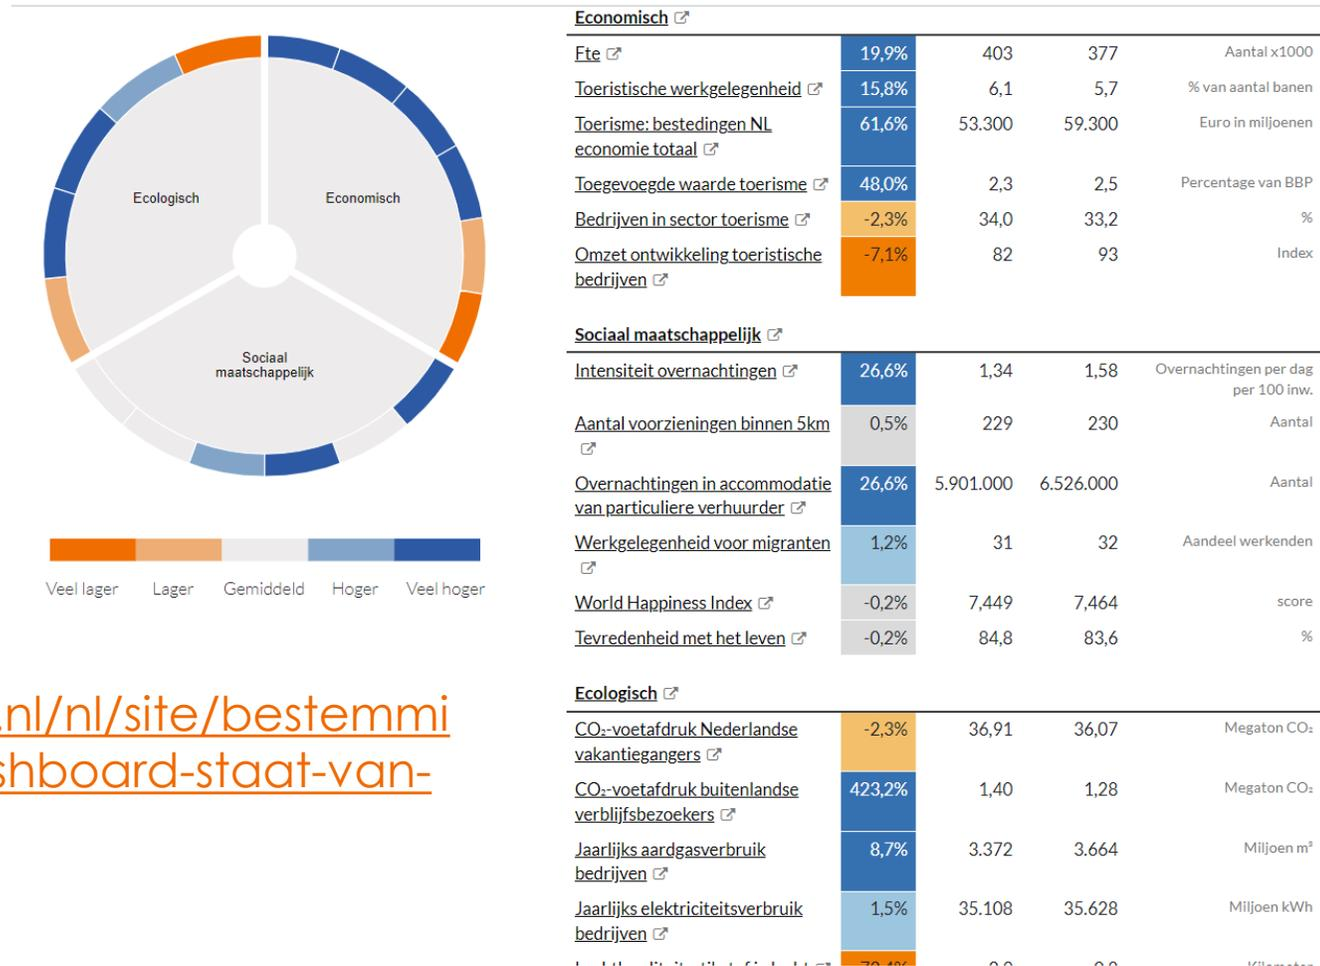 Economisch
Fte 19,9% 403 377 Aantal x1000
Toeristische werkgelegenheid 15,8% 6,1 5,7 % van aantal banen
Toerisme: bestedingen NL 61,6% 53.300 59.300 Euro in miljoenen
economie totaal
Toegevoegde waarde toerisme 48,0% 2,3 2,5 Percentage van BBP
Bedrijven in sector toerisme -2,3% 34,0 33,2 %
Omzet ontwikkeling toeristische -7,1% 82 93 Index
bedrijven
Sociaal maatschappelijk
Intensiteit overnachtingen 26,6% 1,34 1,58 Overnachtingen per dag
per 100 inw.
Aantal voorzieningen binnen 5km 0,5% 229 230 Aantal
Overnachtingen in accommodatie 26,6% 5.901.000 6.526.000 Aantal
van particuliere verhuurder
Werkgelegenheid voor migranten 1,2% 31 32 Aandeel werkenden
World Happiness Index -0,2% 7,449 7,464 score
Tevredenheid met het leven -0,2% 84,8 83,6 %
Ecologisch
CO₂-voetafdruk Nederlandse -2,3% 36,91 36,07 Megaton CO₂
vakantiegangers
CO₂-voetafdruk buitenlandse 423,2% 1,40 1,28 Megaton CO₂
verblijfsbezoekers
Jaarlijks aardgasverbruik 8,7% 3.372 3.664 Miljoen m³
bedrijven
Jaarlijks elektriciteitsverbruik 1,5% 35.108 35.628 Miljoen kWh
bedrijven
Ecologisch
Economisch
Sociaal
maatschappelijk
Veel lager Lager Gemiddeld Hoger Veel hoger
.nl/nl/site/bestemmi
shboard-staat-van-